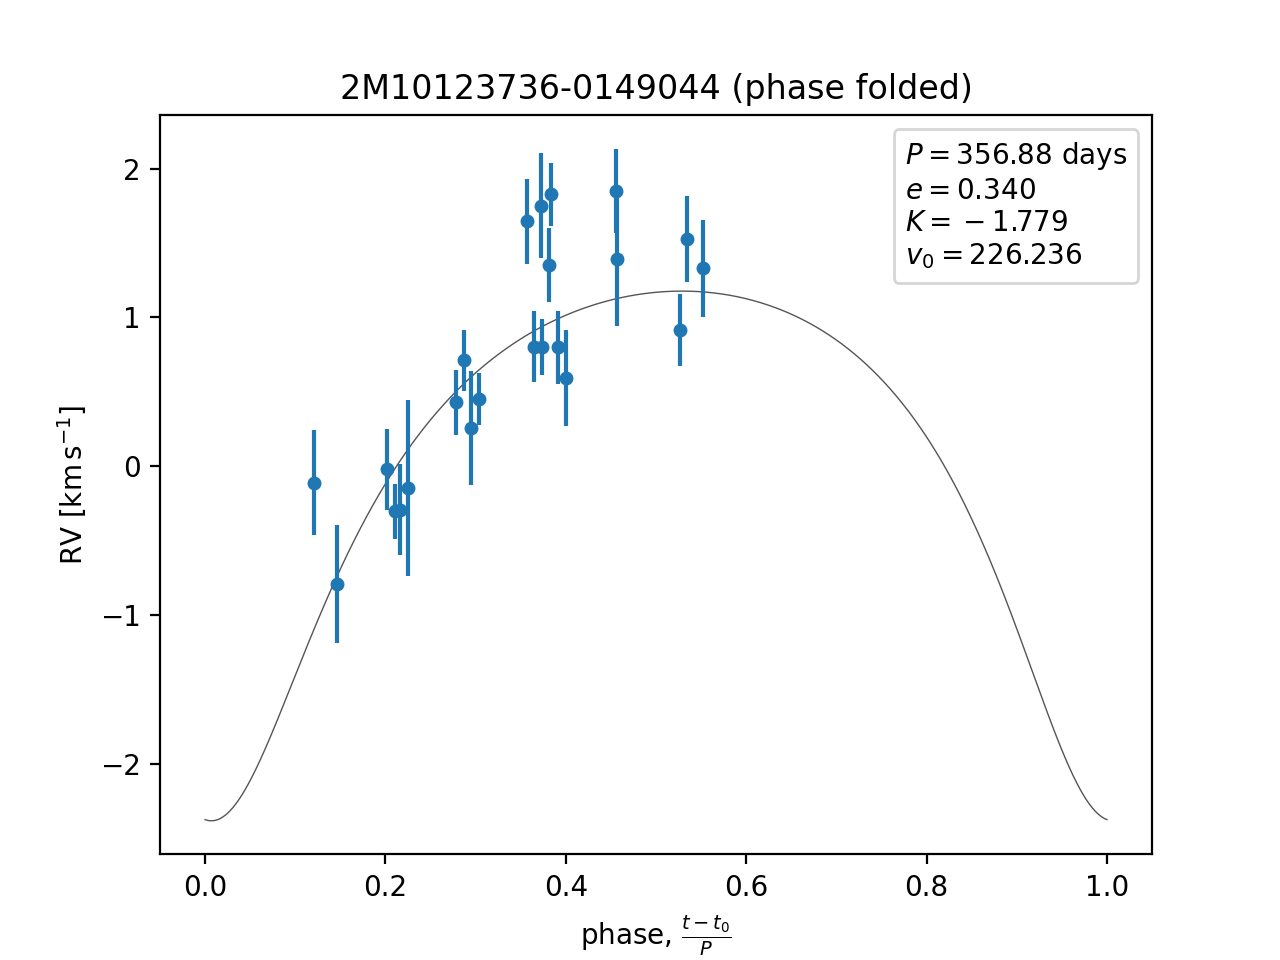 2M10123736-0149044 (phase folded)
P = 356.88 days
e = 0.340
K = −1.779
v₀ = 226.236
RV [km s⁻¹]
2
1
0
−1
−2
0.0 0.2 0.4 0.6 0.8 1.0
phase, (t − t₀)/P